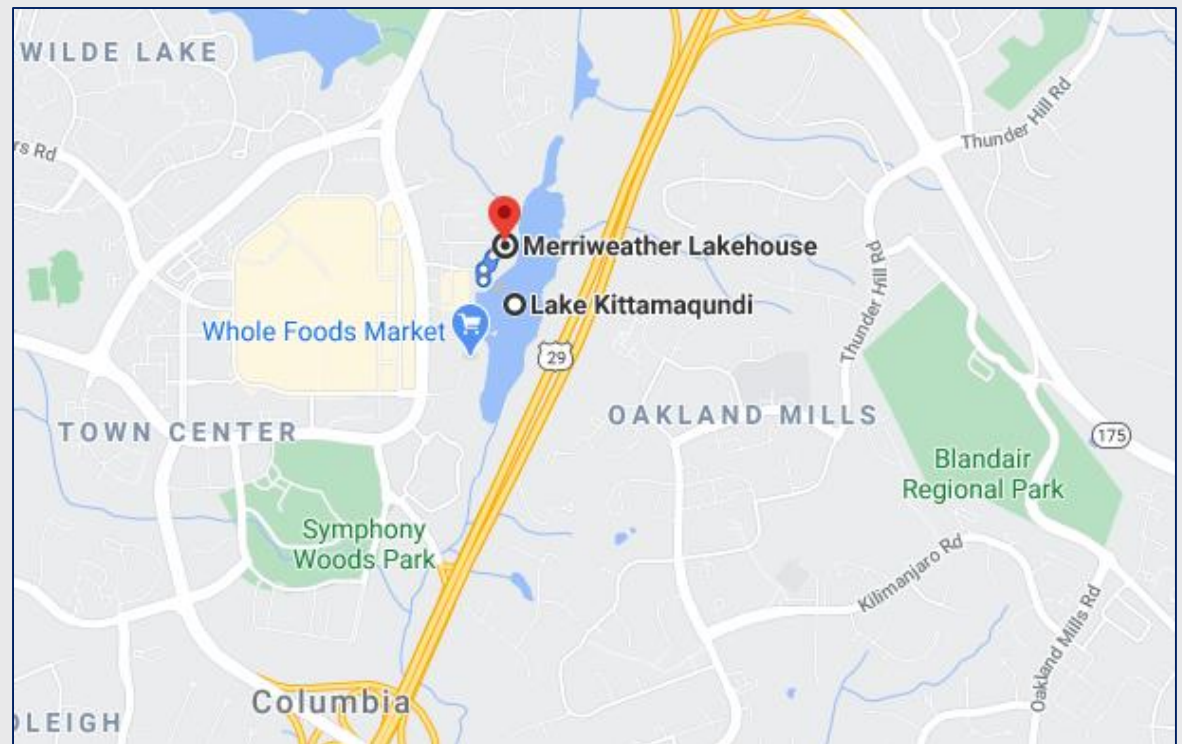 WILDE LAKE
Thunder Hill Rd
rs Rd
Merriweather Lakehouse
Lake Kittamaqundi
Thunder Hill Rd
Whole Foods Market
29
OAKLAND MILLS
TOWN CENTER
175
Blandair
Regional Park
Symphony
Woods Park
Kilimanjaro Rd
Oakland Mills Rd
Columbia
DLEIGH